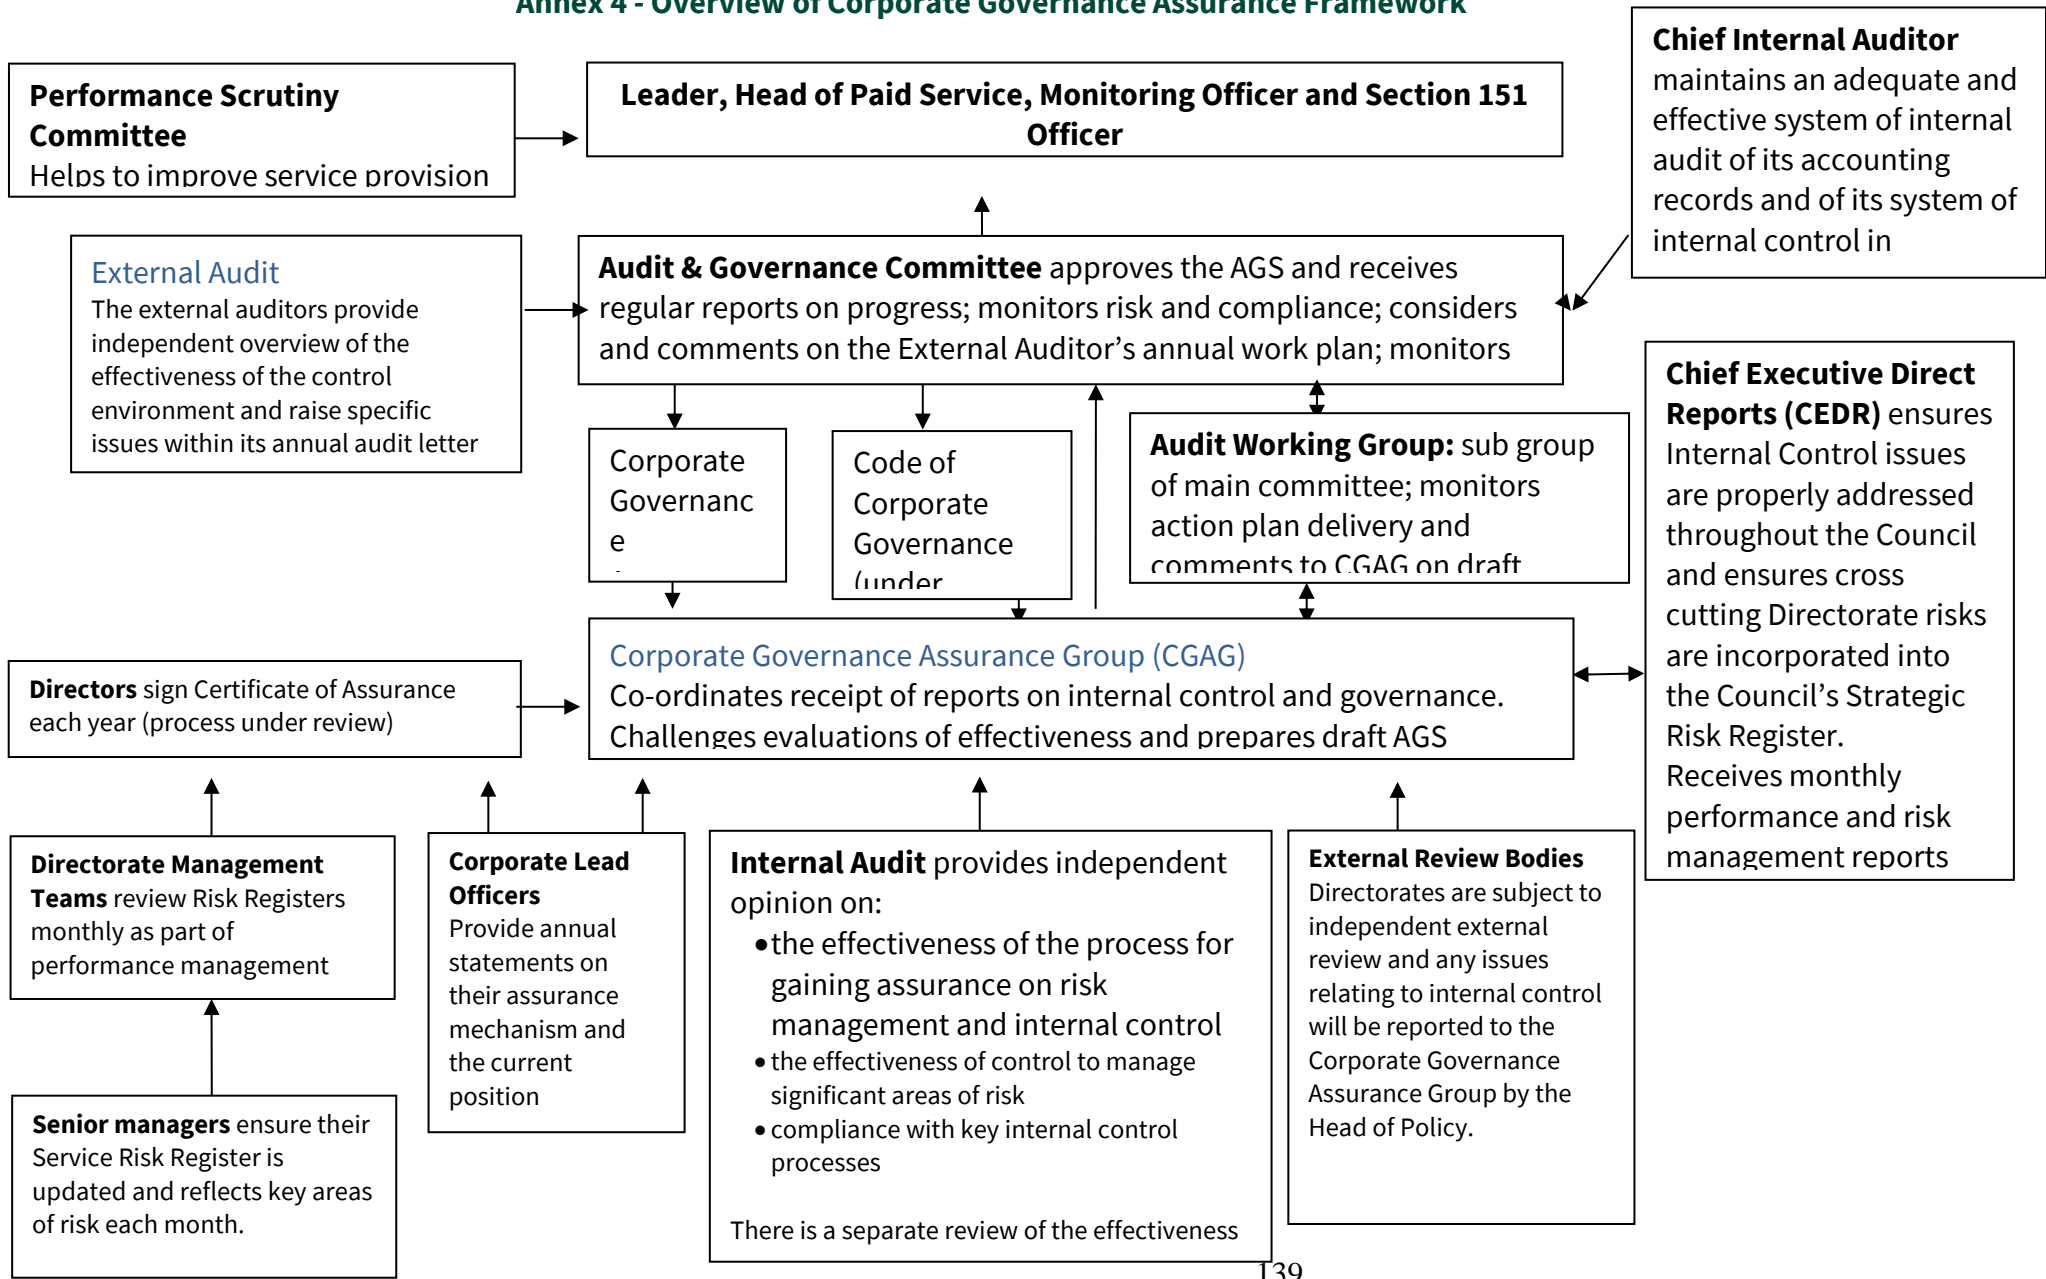 Annex 4 - Overview of Corporate Governance Assurance Framework
Performance Scrutiny
Committee
Helps to improve service provision
Leader, Head of Paid Service, Monitoring Officer and Section 151
Officer
Chief Internal Auditor
maintains an adequate and
effective system of internal
audit of its accounting
records and of its system of
internal control in
External Audit
The external auditors provide
independent overview of the
effectiveness of the control
environment and raise specific
issues within its annual audit letter
Audit & Governance Committee approves the AGS and receives
regular reports on progress; monitors risk and compliance; considers
and comments on the External Auditor's annual work plan; monitors
Corporate
Governanc
e
Code of
Corporate
Governance
(under
Audit Working Group: sub group
of main committee; monitors
action plan delivery and
comments to CGAG on draft
Chief Executive Direct
Reports (CEDR) ensures
Internal Control issues
are properly addressed
throughout the Council
and ensures cross
cutting Directorate risks
are incorporated into
the Council's Strategic
Risk Register.
Receives monthly
performance and risk
management reports
Corporate Governance Assurance Group (CGAG)
Co-ordinates receipt of reports on internal control and governance.
Challenges evaluations of effectiveness and prepares draft AGS
Directors sign Certificate of Assurance
each year (process under review)
Directorate Management
Teams review Risk Registers
monthly as part of
performance management
Senior managers ensure their
Service Risk Register is
updated and reflects key areas
of risk each month.
Corporate Lead
Officers
Provide annual
statements on
their assurance
mechanism and
the current
position
Internal Audit provides independent
opinion on:
•the effectiveness of the process for
gaining assurance on risk
management and internal control
• the effectiveness of control to manage
significant areas of risk
• compliance with key internal control
processes
There is a separate review of the effectiveness
External Review Bodies
Directorates are subject to
independent external
review and any issues
relating to internal control
will be reported to the
Corporate Governance
Assurance Group by the
Head of Policy.
139